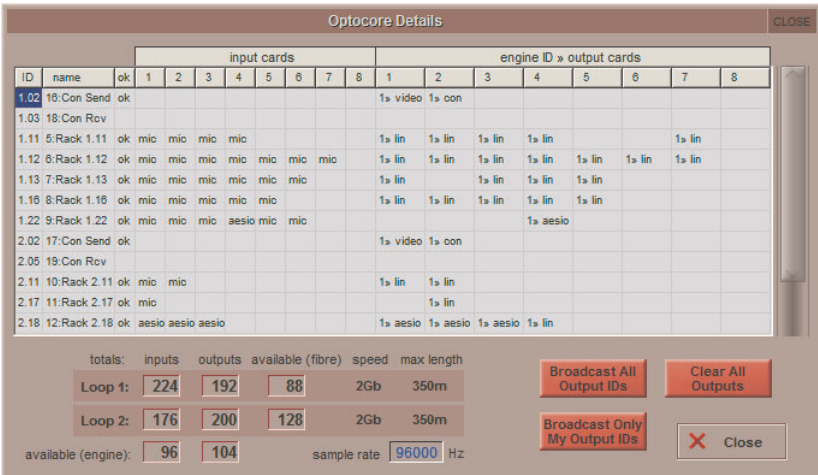 Optocore Details CLOSE
input cards engine ID » output cards
ID name ok 1 2 3 4 5 6 7 8 1 2 3 4 5 6 7 8
1.02 16:Con Send ok 1» video 1» con
1.03 18:Con Rcv
1.11 5:Rack 1.11 ok mic mic mic mic 1» lin 1» lin 1» lin 1» lin 1» lin
1.12 6:Rack 1.12 ok mic mic mic mic mic mic mic 1» lin 1» lin 1» lin 1» lin 1» lin 1» lin 1» lin
1.13 7:Rack 1.13 ok mic mic mic mic mic mic 1» lin 1» lin 1» lin 1» lin
1.16 8:Rack 1.16 ok mic mic mic mic mic 1» lin 1» lin 1» lin 1» lin 1» lin
1.22 9:Rack 1.22 ok mic mic mic aesio mic mic 1» aesio
2.02 17:Con Send ok 1» video 1» con
2.05 19:Con Rcv
2.11 10:Rack 2.11 ok mic mic 1» lin 1» lin
2.17 11:Rack 2.17 ok mic 1» lin
2.18 12:Rack 2.18 ok aesio aesio aesio 1» aesio 1» aesio 1» aesio 1» lin
totals: inputs outputs available (fibre) speed max length
Loop 1: 224 192 88 2Gb 350m
Loop 2: 176 200 128 2Gb 350m
available (engine): 96 104 sample rate 96000 Hz
Broadcast All
Output IDs
Clear All
Outputs
Broadcast Only
My Output IDs
Close